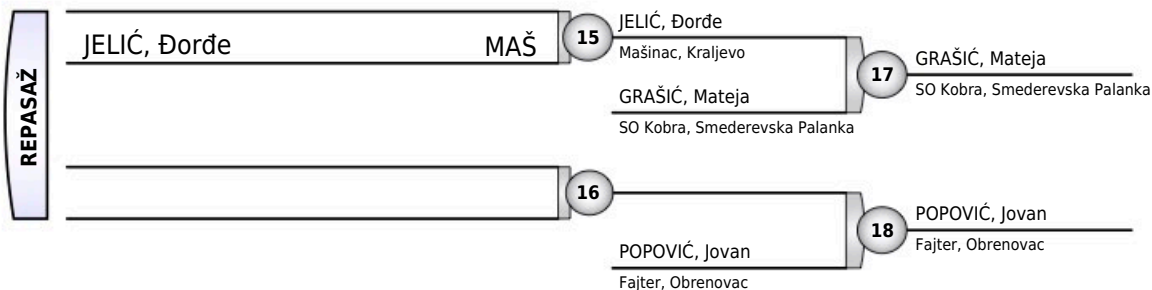 REPASAŽ
JELIĆ, Đorđe MAŠ
15
JELIĆ, Đorđe
Mašinac, Kraljevo
GRAŠIĆ, Mateja
SO Kobra, Smederevska Palanka
17
GRAŠIĆ, Mateja
SO Kobra, Smederevska Palanka
16
POPOVIĆ, Jovan
Fajter, Obrenovac
18
POPOVIĆ, Jovan
Fajter, Obrenovac